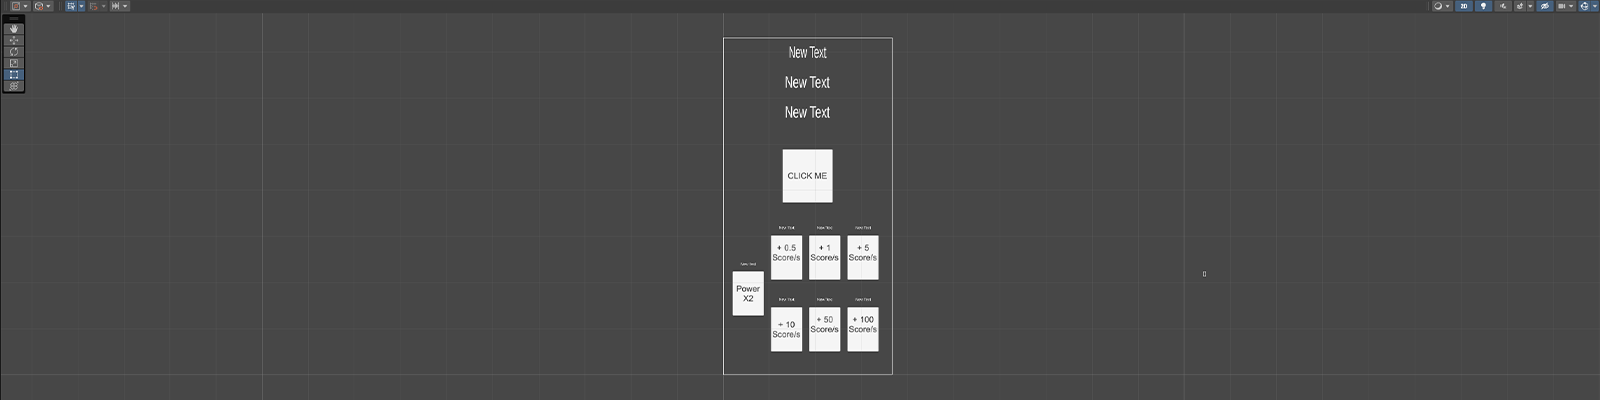 2D
New Text
New Text
New Text
CLICK ME
New Text
New Text
New Text
+ 0.5
Score/s
+ 1
Score/s
+ 5
Score/s
New Text
Power
X2
New Text
New Text
New Text
+ 10
Score/s
+ 50
Score/s
+ 100
Score/s